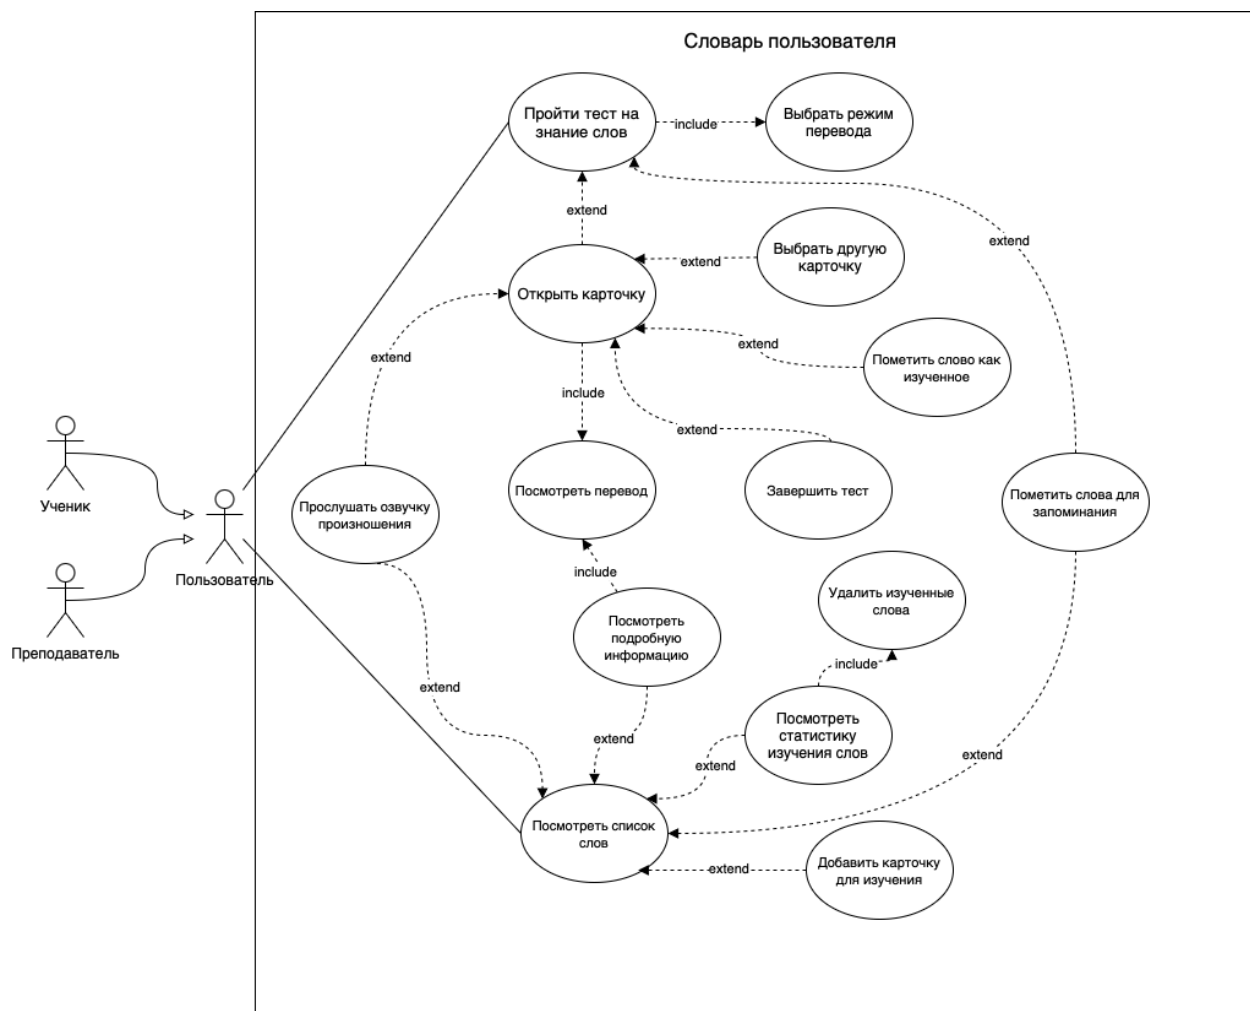 Словарь пользователя
Пройти тест на
знание слов
include
Выбрать режим
перевода
extend
extend
Выбрать другую
карточку
extend
Открыть карточку
extend
extend
Пометить слово как
изученное
include
extend
Ученик
Прослушать озвучку
произношения
Посмотреть перевод
Завершить тест
Пометить слова для
запоминания
Пользователь
include
Преподаватель
Удалить изученные
слова
Посмотреть
подробную
информацию
include
extend
Посмотреть
статистику
изучения слов
extend
extend
extend
Посмотреть список
слов
extend
Добавить карточку
для изучения